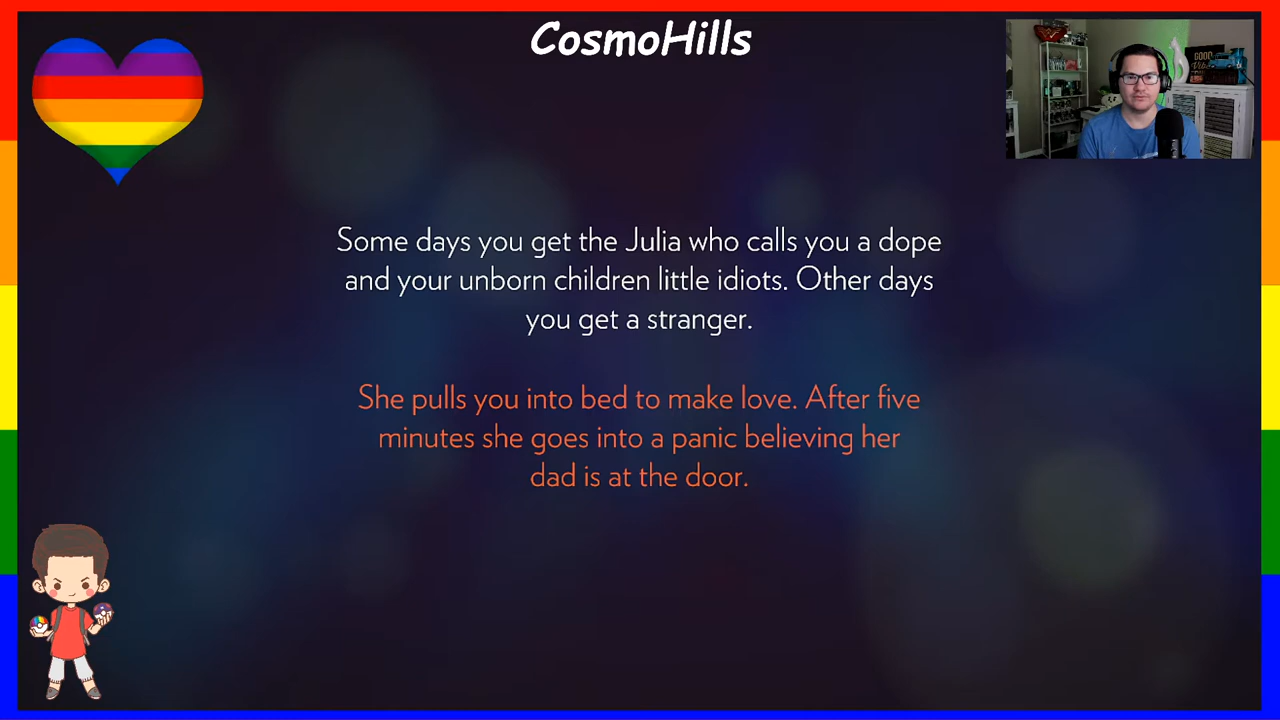 CosmoHills
GOOD
Some days you get the Julia who calls you a dope
and your unborn children little idiots. Other days
you get a stranger.
She pulls you into bed to make love. After five
minutes she goes into a panic believing her
dad is at the door.